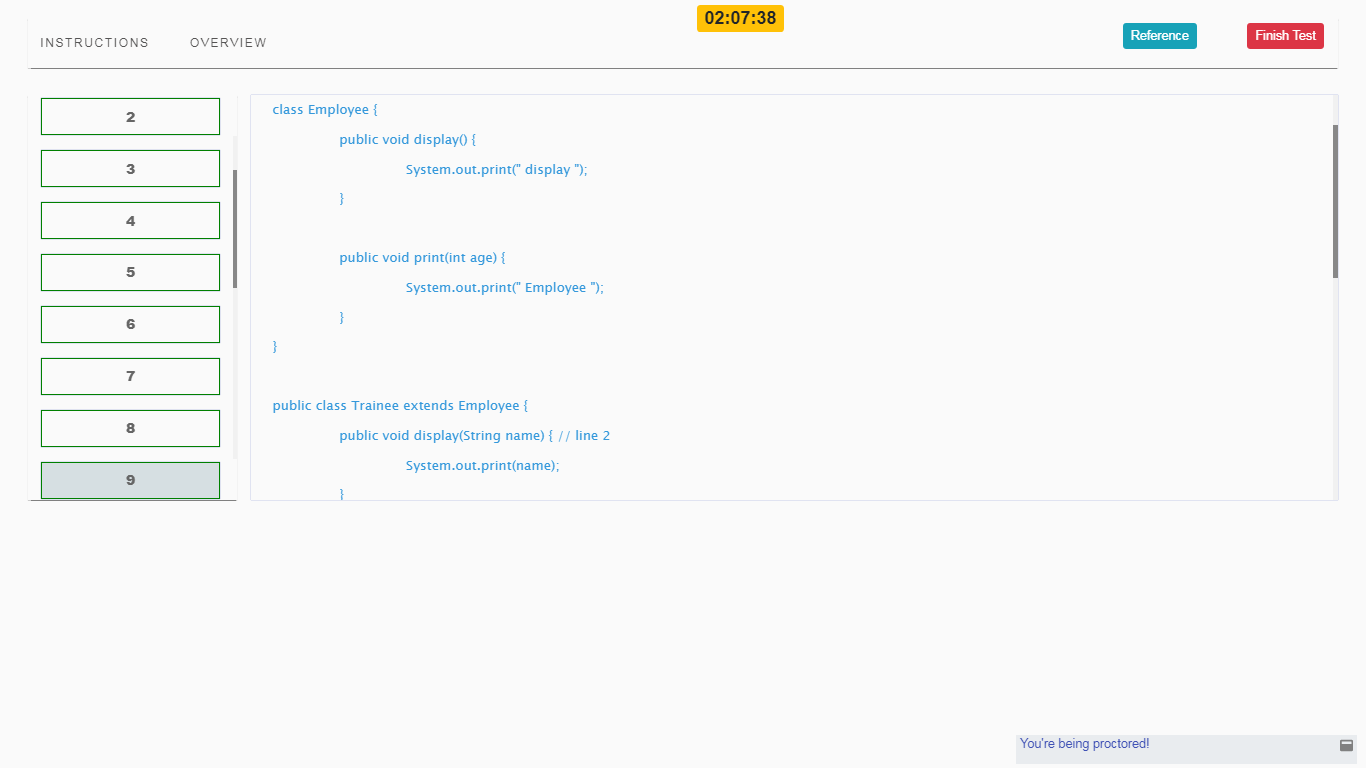 02:07:38
INSTRUCTIONS
OVERVIEW
Reference
Finish Test
2
3
4
5
6
7
8
9
class Employee {
public void display() {
System.out.print(" display ");
}
public void print(int age) {
System.out.print(" Employee ");
}
}
public class Trainee extends Employee {
public void display(String name) { // line 2
System.out.print(name);
}
You're being proctored!